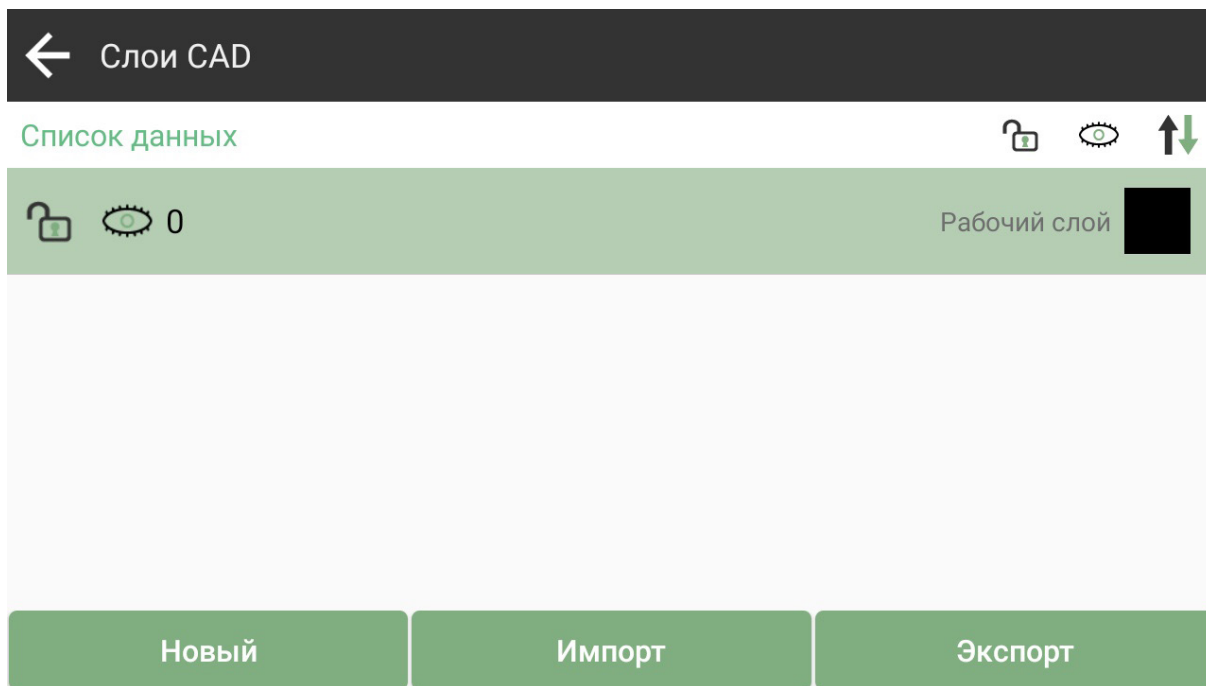 Слои CAD
Список данных
0 Рабочий слой
Новый Импорт Экспорт